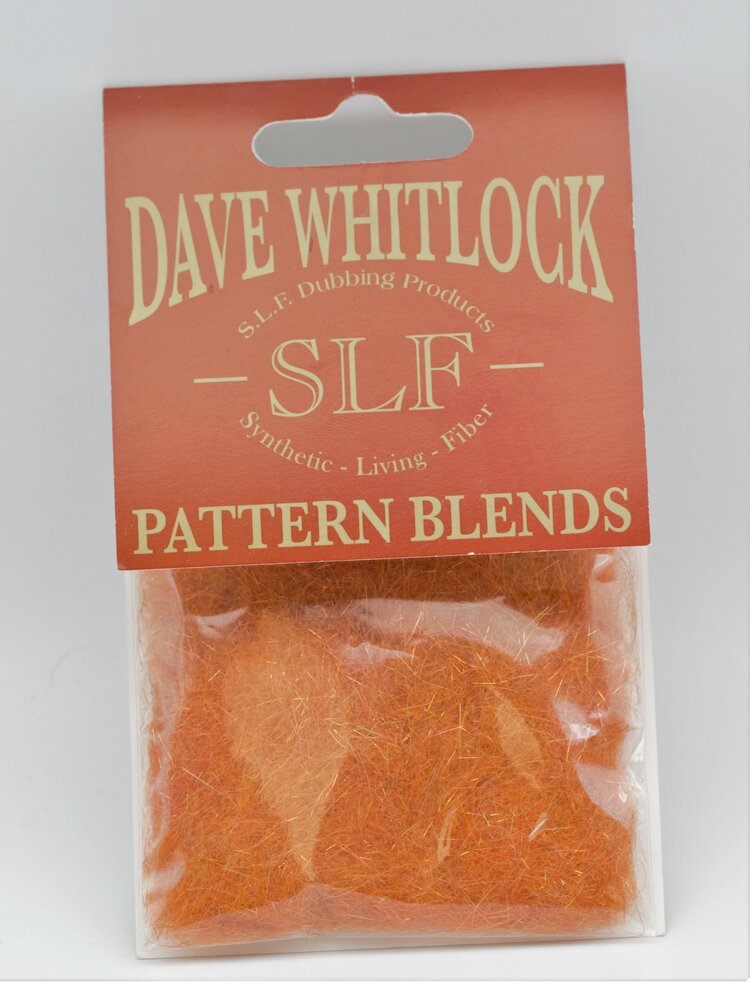 DAVE WHITLOCK
S.L.F. Dubbing Products
- SLF -
Synthetic - Living - Fiber
PATTERN BLENDS